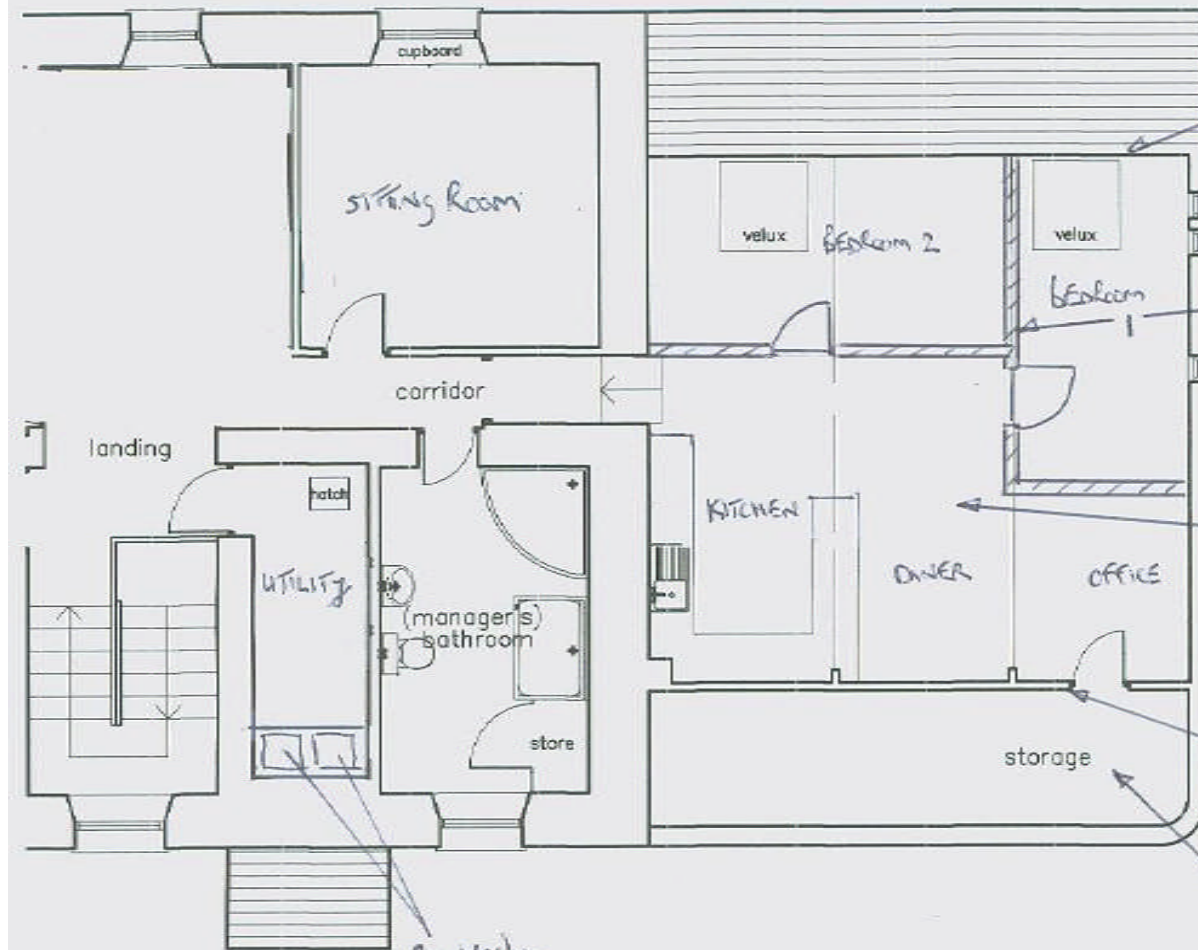 cupboard
SITTING ROOM
velux
BEDROOM 2
velux
BEDROOM
1
corridor
landing
hatch
KITCHEN
UTILITY
DINER
OFFICE
(manager's)
bathroom
store
storage